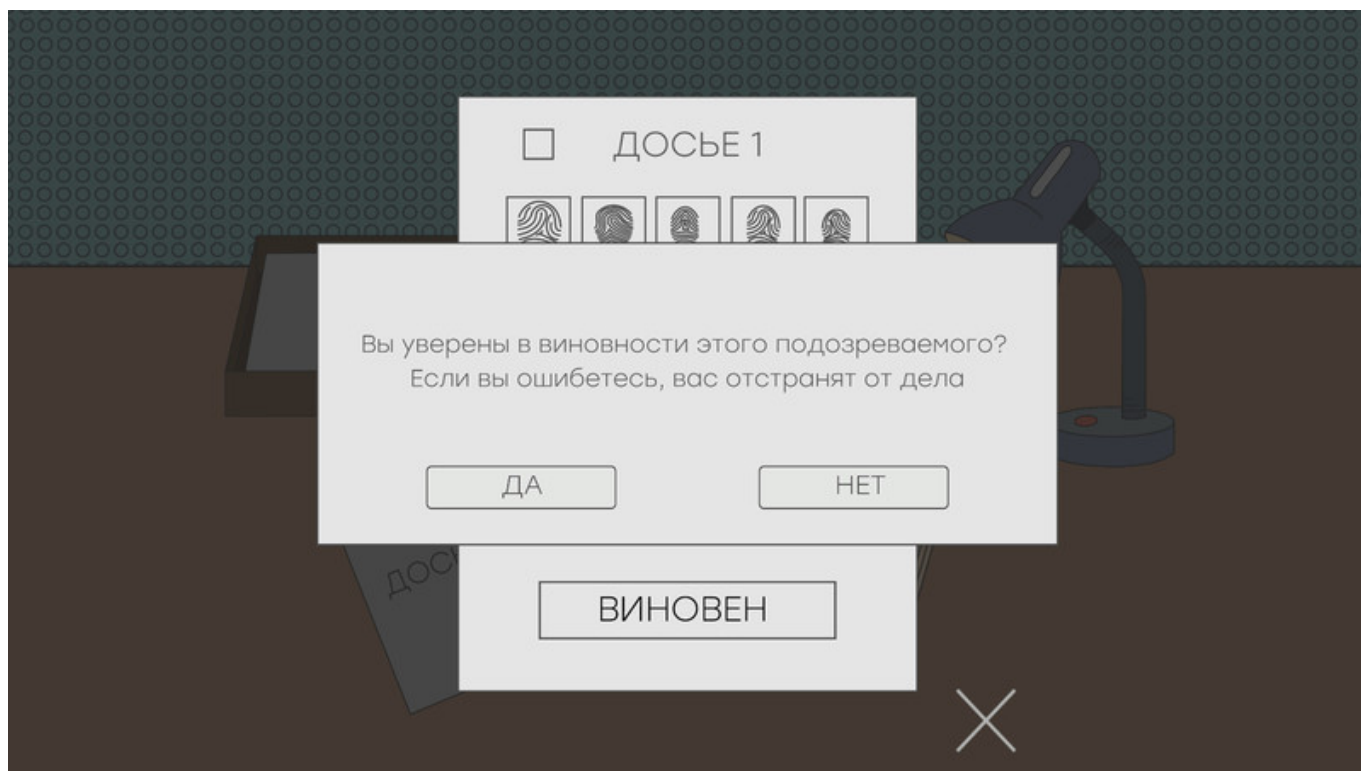 ДОСЬЕ 1
Вы уверены в виновности этого подозреваемого?
Если вы ошибетесь, вас отстранят от дела
ДА
НЕТ
ВИНОВЕН